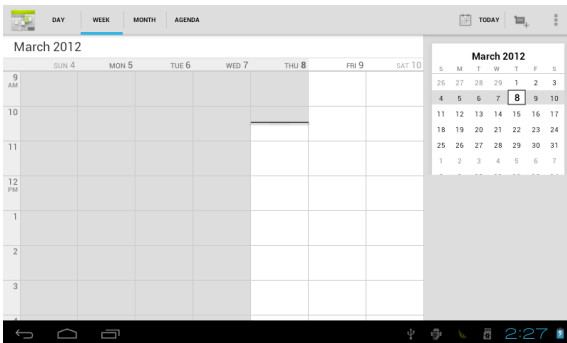 DAY WEEK MONTH AGENDA TODAY
March 2012
SUN 4 MON 5 TUE 6 WED 7 THU 8 FRI 9 SAT 10
9
AM
10
11
12
PM
1
2
3
March 2012
S M T W T F S
26 27 28 29 1 2 3
4 5 6 7 8 9 10
11 12 13 14 15 16 17
18 19 20 21 22 23 24
25 26 27 28 29 30 31
1 2 3 4 5 6 7
2:27